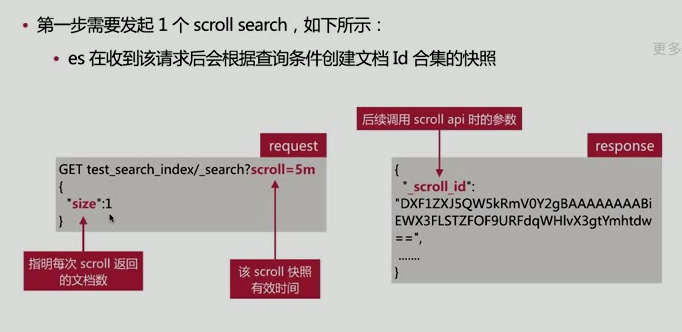 • 第一步需要发起 1 个 scroll search，如下所示：
• es 在收到该请求后会根据查询条件创建文档 Id 合集的快照
更多
request
GET test_search_index/_search?scroll=5m
{
"size":1
}
指明每次 scroll 返回
的文档数
该 scroll 快照
有效时间
后续调用 scroll api 时的参数
response
{
"_scroll_id":
"DXF1ZXJ5QW5kRmV0Y2gBAAAAAAABi
EWX3FLSTZFOF9URFdqWHlvX3gtYmhtdw
==",
.......
}